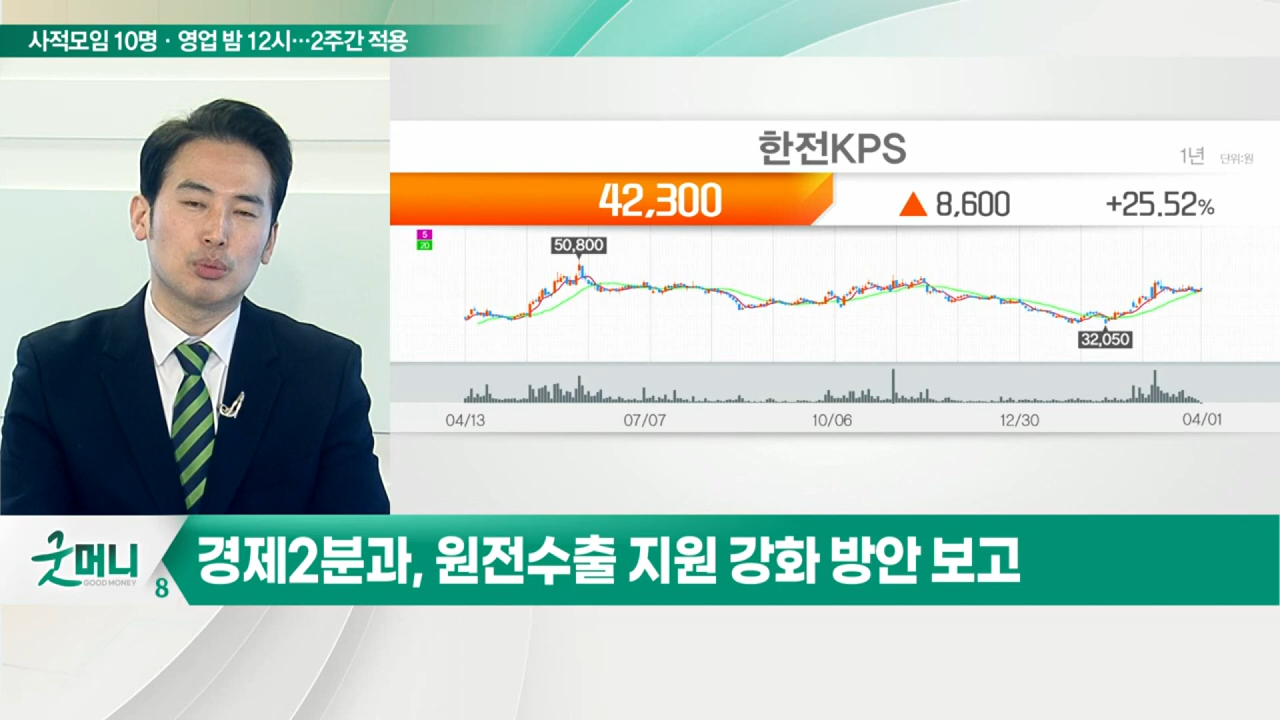 사적모임 10명 · 영업 밤 12시…2주간 적용
한전KPS
1년 단위:원
42,300 ▲ 8,600 +25.52%
5
20
50,800
32,050
04/13 07/07 10/06 12/30 04/01
굿머니
GOOD MONEY
8
경제2분과, 원전수출 지원 강화 방안 보고